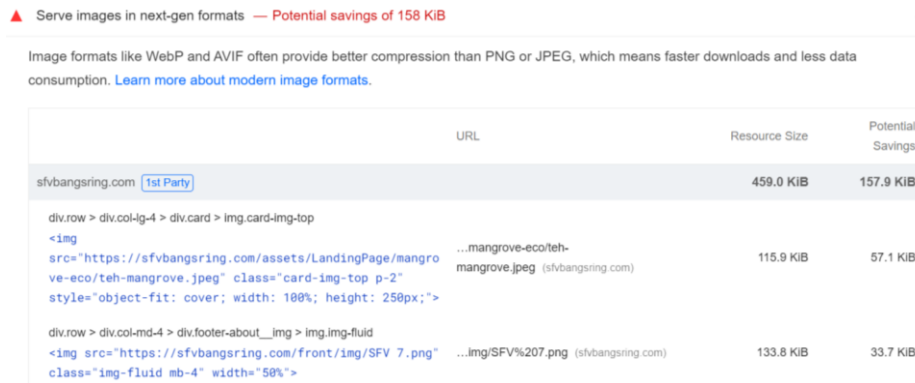 Serve images in next-gen formats — Potential savings of 158 KiB
Image formats like WebP and AVIF often provide better compression than PNG or JPEG, which means faster downloads and less data
consumption. Learn more about modern image formats.
URL
Resource Size
Potential
Savings
sfvbangsring.com 1st Party 459.0 KiB 157.9 KiB
div.row > div.col-lg-4 > div.card > img.card-img-top
<img
src="https://sfvbangsring.com/assets/LandingPage/mangro
ve-eco/teh-mangrove.jpeg" class="card-img-top p-2"
style="object-fit: cover; width: 100%; height: 250px;">
...mangrove-eco/teh-
mangrove.jpeg (sfvbangsring.com)
115.9 KiB
57.1 KiB
div.row > div.col-md-4 > div.footer-about__img > img.img-fluid
<img src="https://sfvbangsring.com/front/img/SFV 7.png"
class="img-fluid mb-4" width="50%">
...img/SFV%207.png (sfvbangsring.com)
133.8 KiB
33.7 KiB